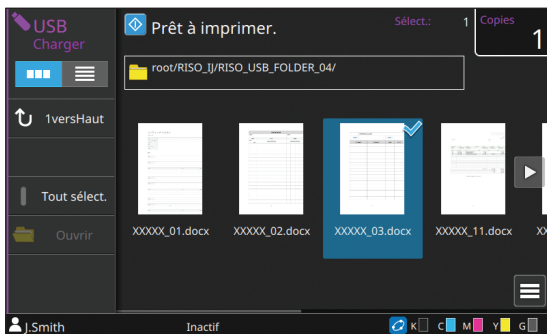 USB
Charger
Prêt à imprimer.
Sélect.: 1
Copies
1
root/RISO_IJ/RISO_USB_FOLDER_04/
1versHaut
Tout sélect.
Ouvrir
XXXXX_01.docx
XXXXX_02.docx
XXXXX_03.docx
XXXXX_11.docx
XX
J.Smith
Inactif
K C M Y G